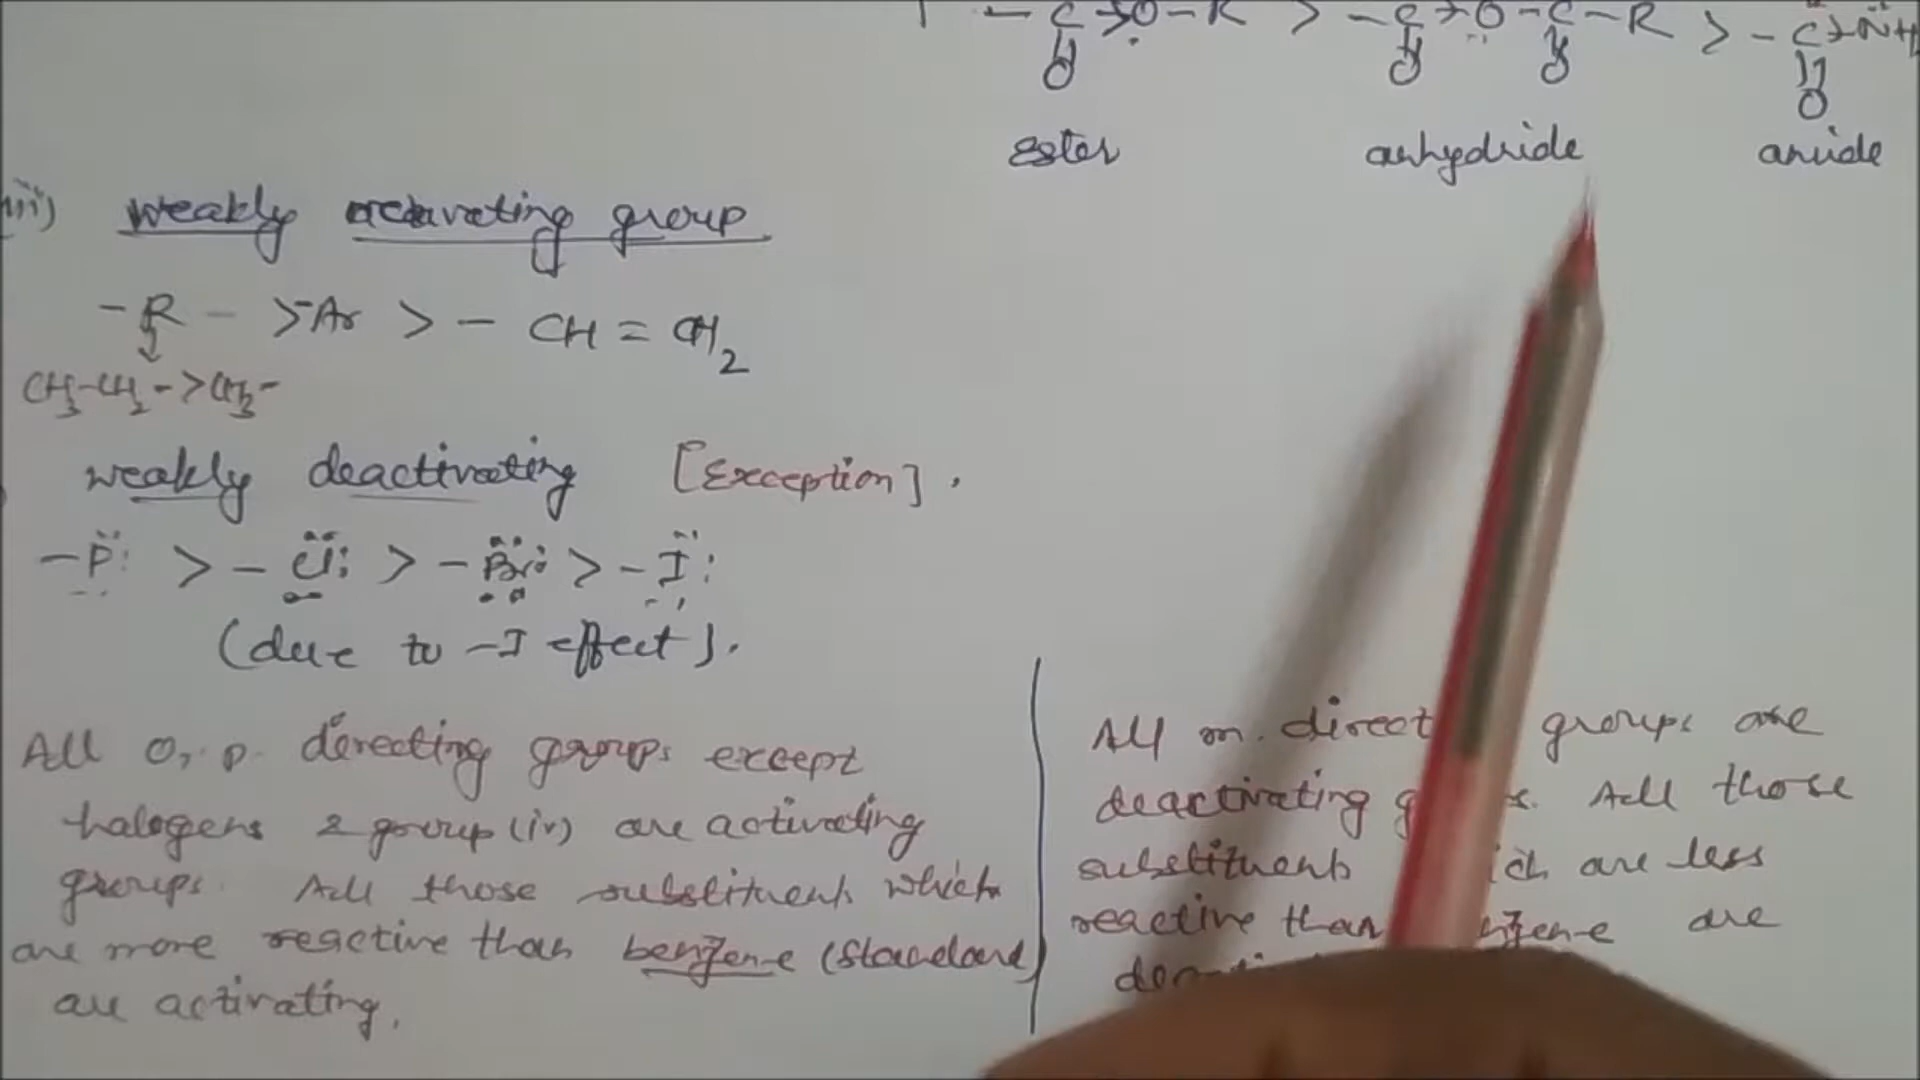 - C → O - R > - C → O - C - R > - C → NH
O O O O
ester anhydride amide
iii) weakly activating group
- R - > - Ar > - CH = CH2
CH3-CH2 - > CH3 -
weakly deactivating [Exception] .
- F > - Cl > - Br > - I
(due to -I effect).
All o, p. derecting groups except
halogens & group (iv) are activating
groups. All those substituents which
are more reactive than benzene (standard)
are activating.
All m. direct groups are
deactivating All those
substituents are less
reactive than are